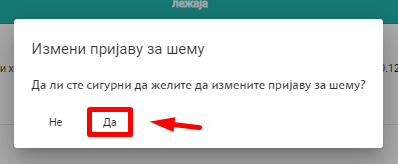 лежаја
Измени пријаву за шему
Да ли сте сигурни да желите да измените пријаву за шему?
Не
Да